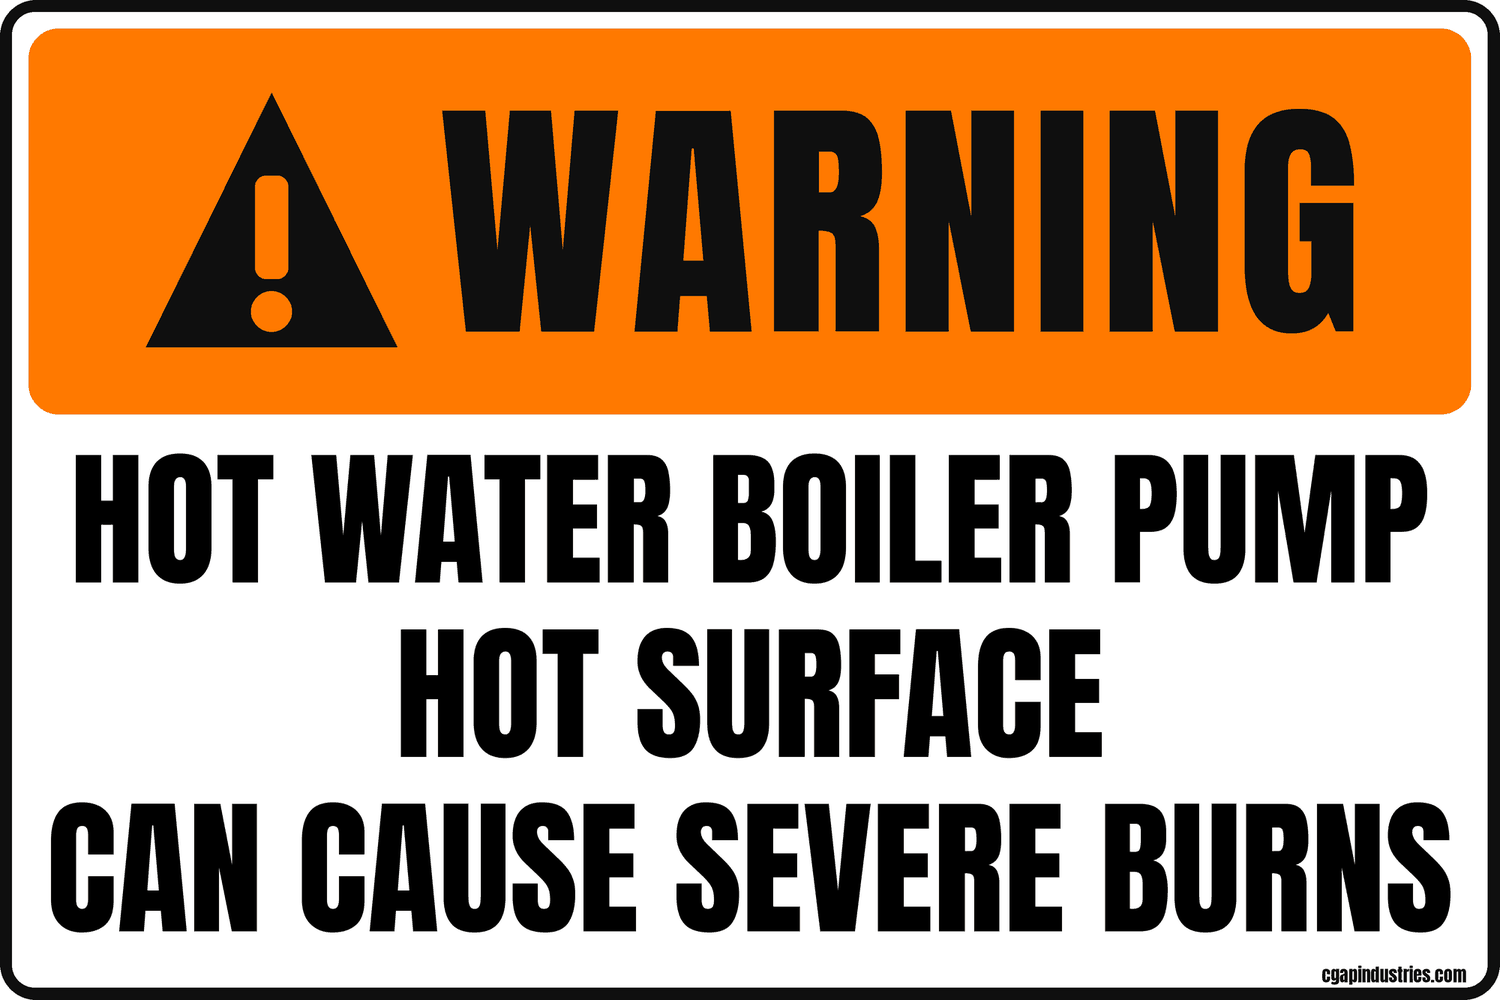 WARNING
HOT WATER BOILER PUMP
HOT SURFACE
CAN CAUSE SEVERE BURNS
cgapindustries.com